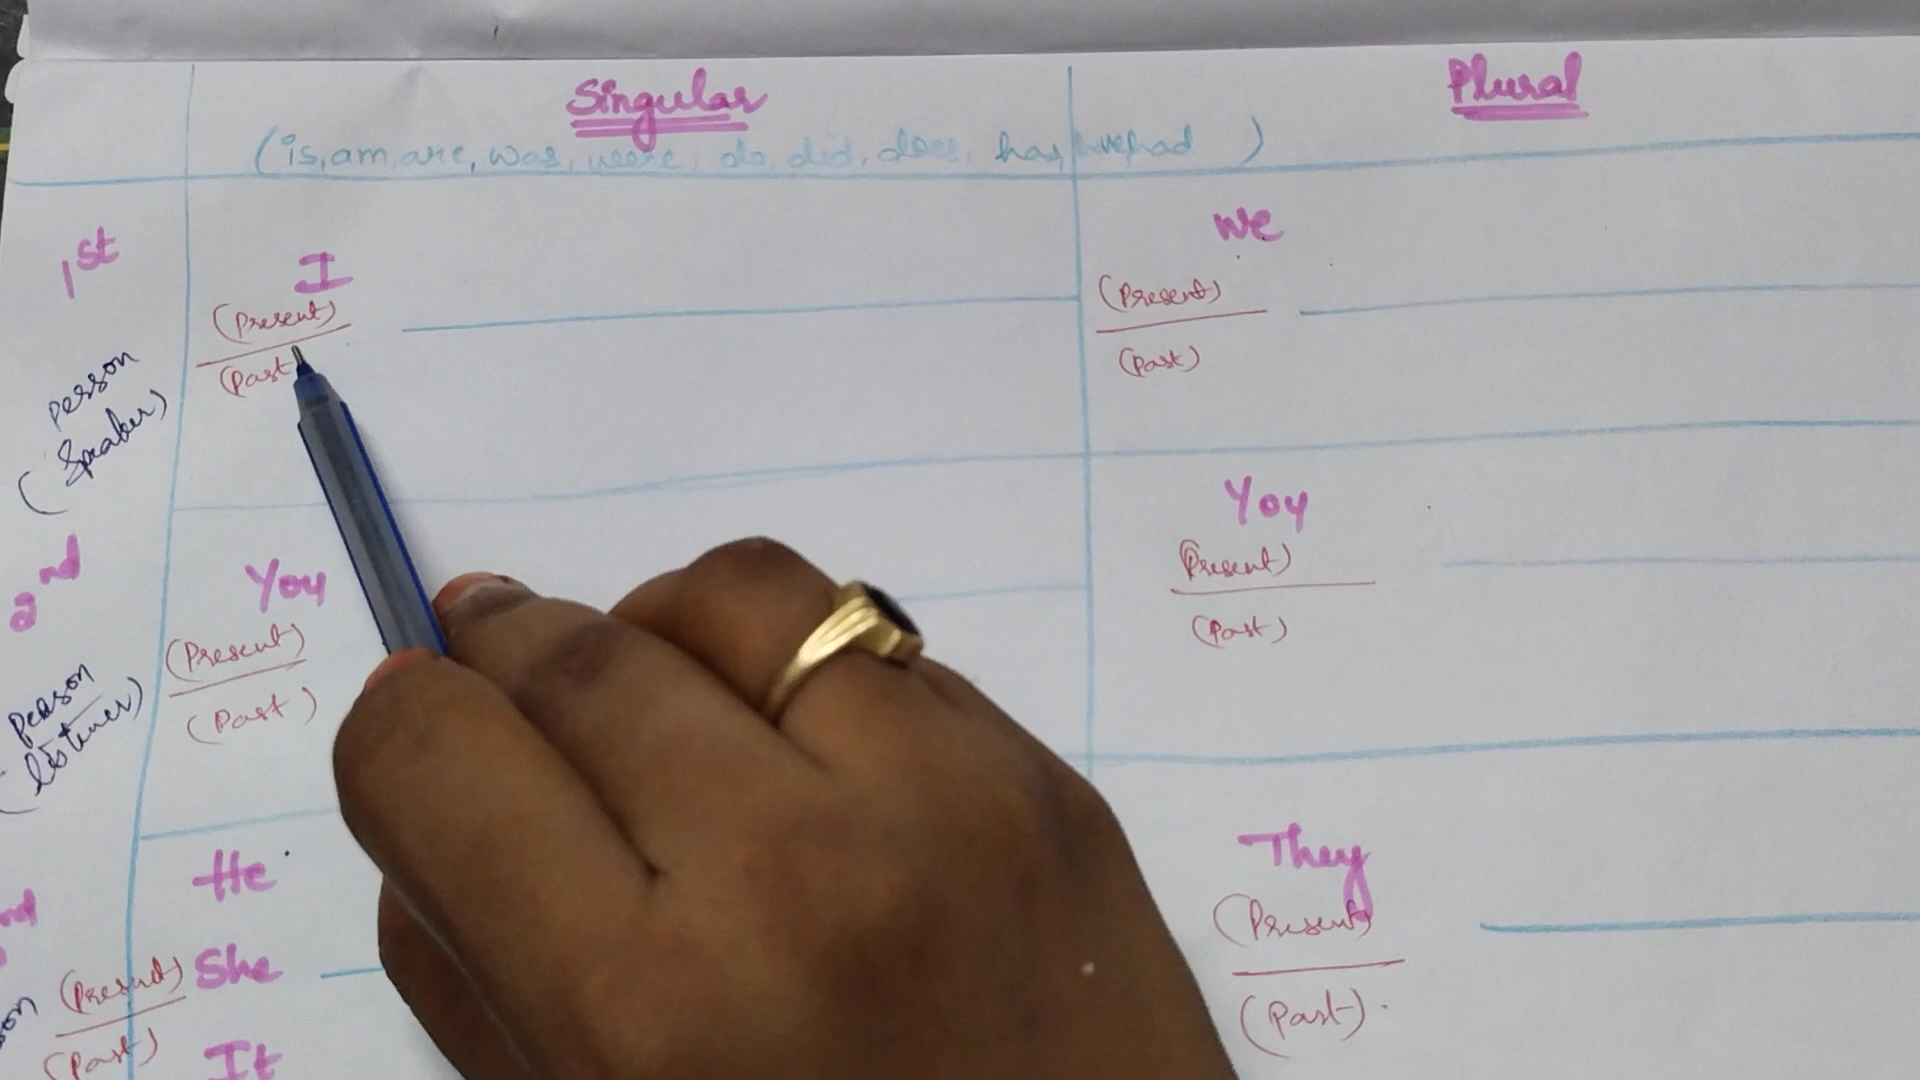 Singular
Plural
(is, am, are, was, were, do, did, does, has, have, had )
1st
person
(Speaker)
I
(Present)
(Past
We
(Present)
(Past)
2nd
person
(listener)
You
(Present)
(Past)
Yoy
(Present)
(Past)
He
She
It
(Present)
(Past)
They
(Present)
(Past).